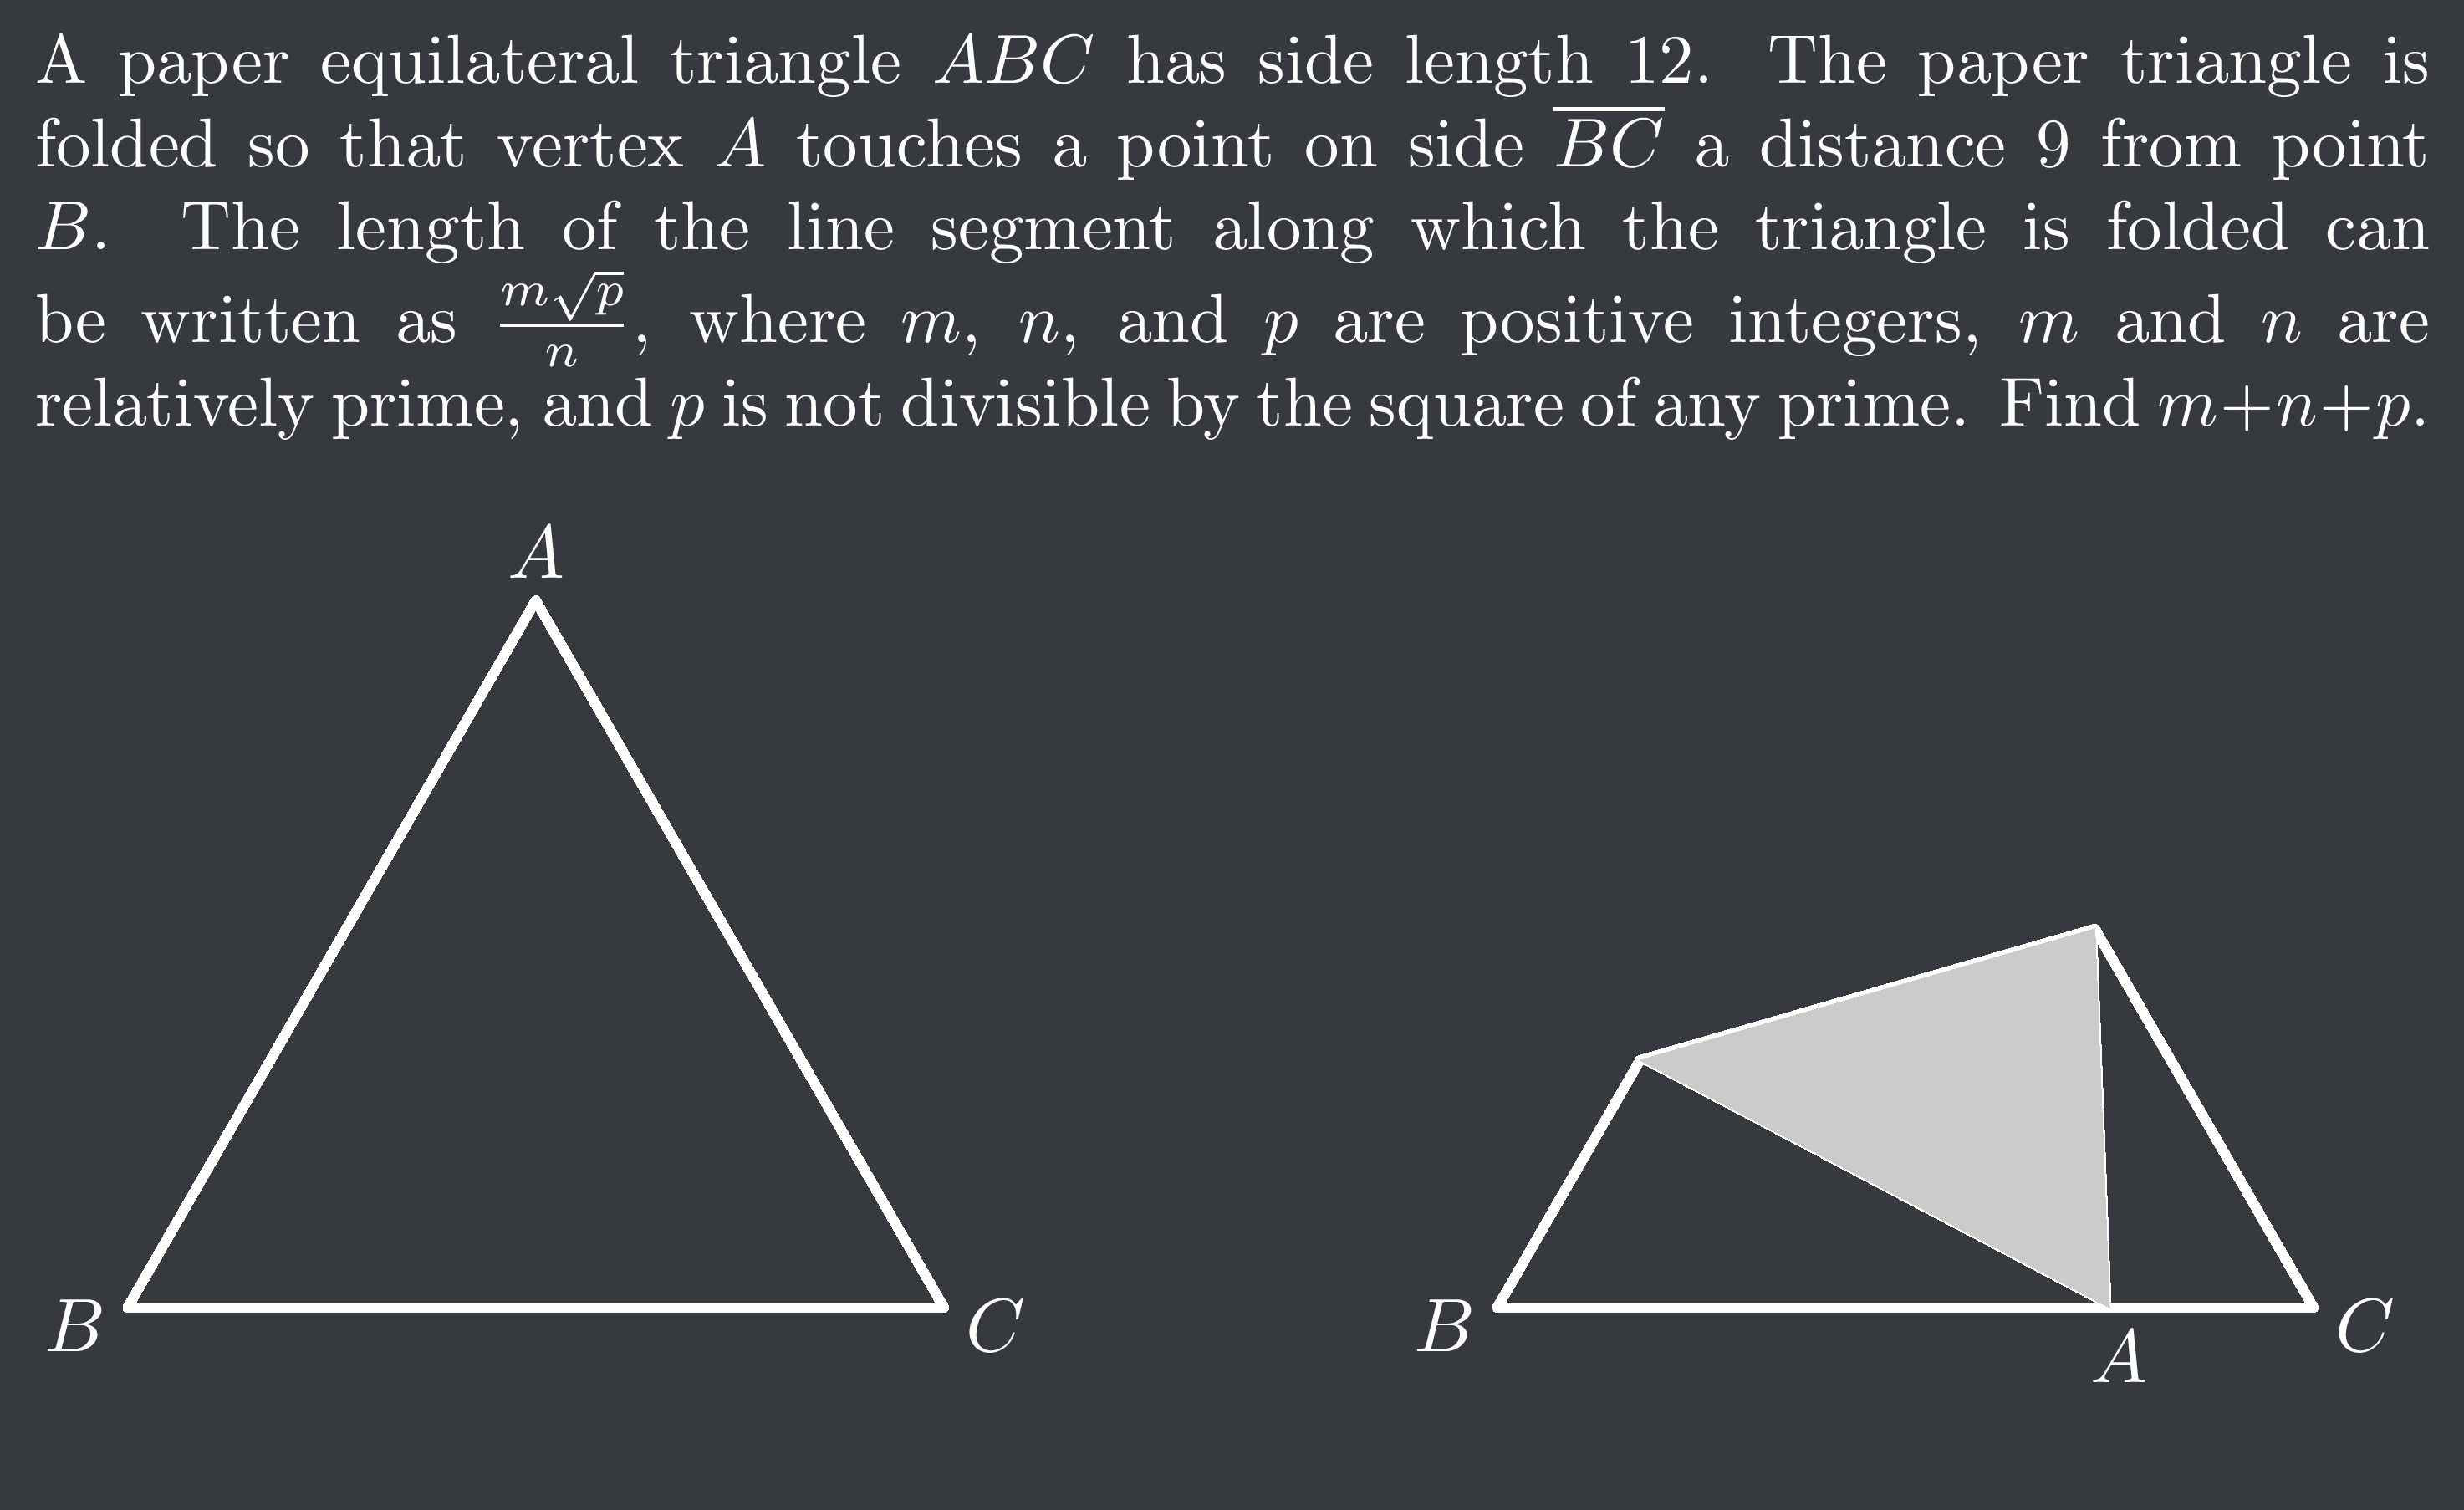 A paper equilateral triangle $ABC$ has side length 12. The paper triangle is
folded so that vertex $A$ touches a point on side $\overline{BC}$ a distance 9 from point
$B$. The length of the line segment along which the triangle is folded can
be written as $\frac{m\sqrt{p}}{n}$, where $m$, $n$, and $p$ are positive integers, $m$ and $n$ are
relatively prime, and $p$ is not divisible by the square of any prime. Find $m+n+p$.
A
B
C
B
A
C